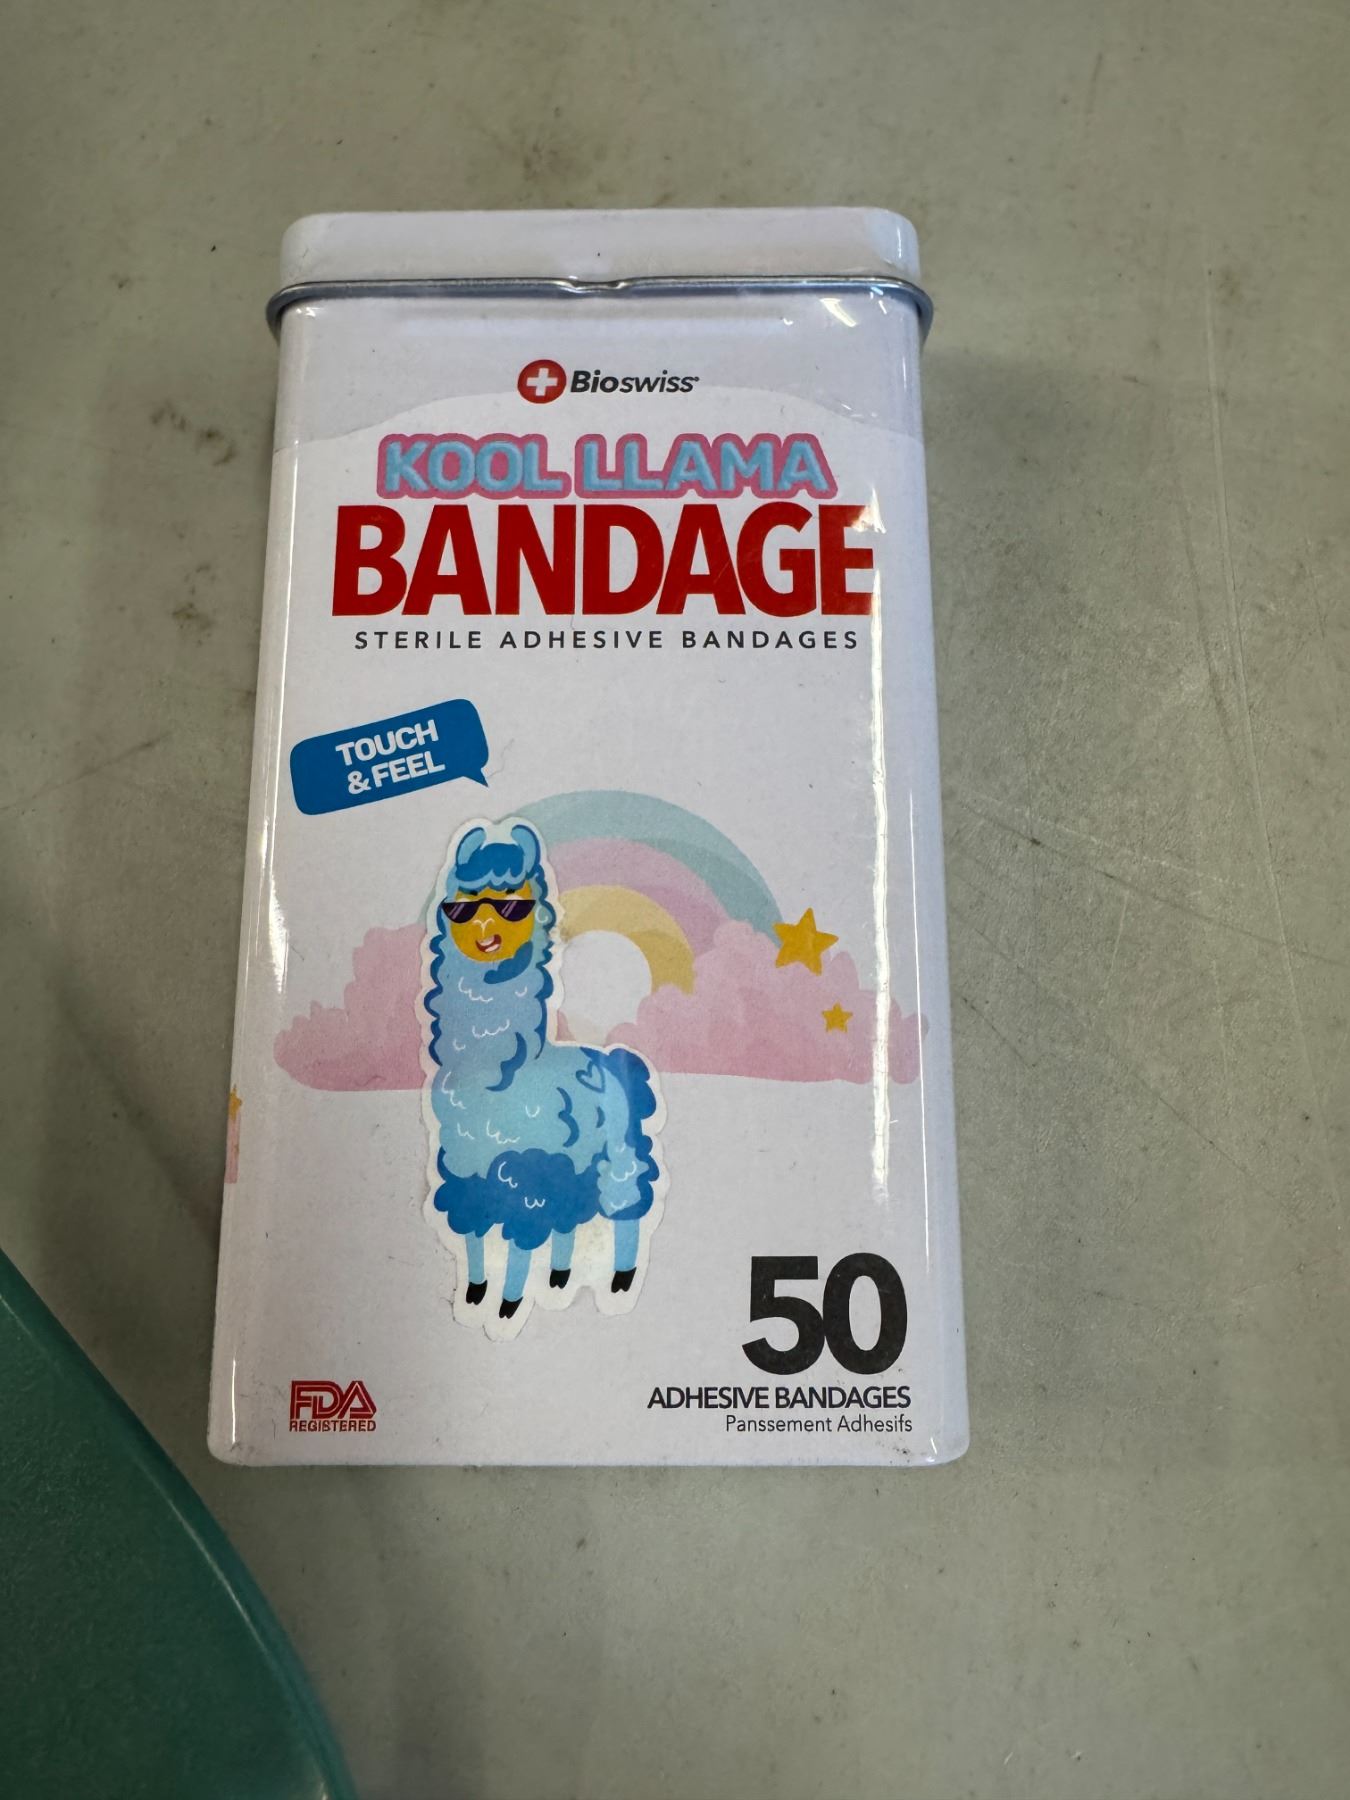 Bioswiss
KOOL LLAMA
BANDAGE
STERILE ADHESIVE BANDAGES
TOUCH
& FEEL
50
ADHESIVE BANDAGES
Panssement Adhesifs
FDA
REGISTERED